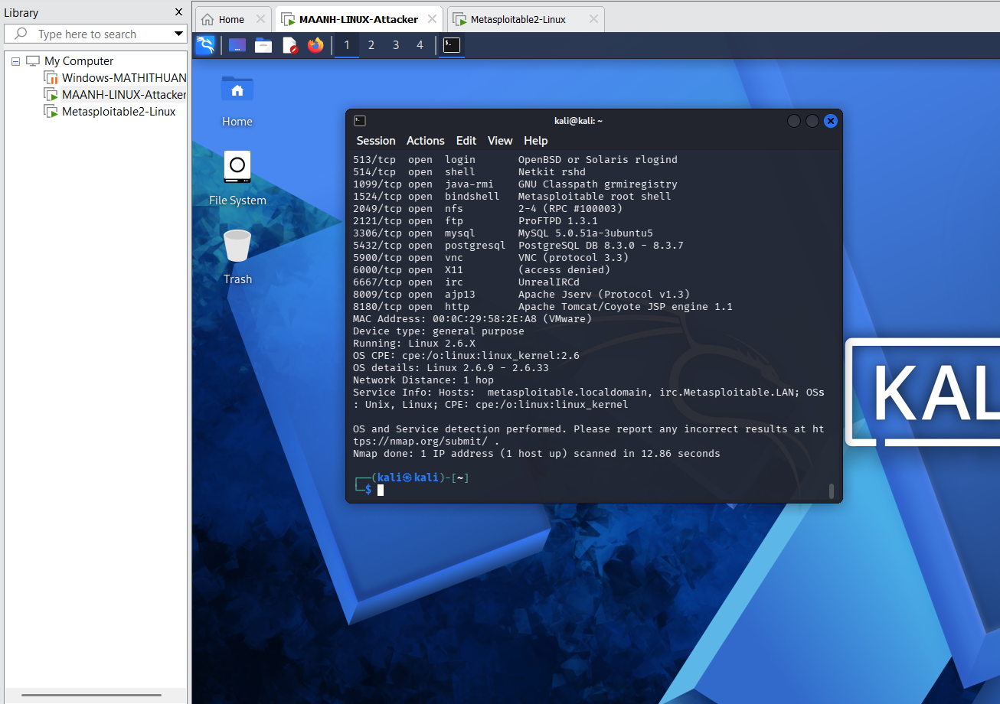 Library
Type here to search
My Computer
Windows-MATHITHUAN
MAANH-LINUX-Attacker
Metasploitable2-Linux
Home
MAANH-LINUX-Attacker
Metasploitable2-Linux
1 2 3 4
Home
File System
Trash
kali@kali: ~
Session Actions Edit View Help
513/tcp  open  login       OpenBSD or Solaris rlogind
514/tcp  open  shell       Netkit rshd
1099/tcp open  java-rmi    GNU Classpath grmiregistry
1524/tcp open  bindshell   Metasploitable root shell
2049/tcp open  nfs         2-4 (RPC #100003)
2121/tcp open  ftp         ProFTPD 1.3.1
3306/tcp open  mysql       MySQL 5.0.51a-3ubuntu5
5432/tcp open  postgresql  PostgreSQL DB 8.3.0 - 8.3.7
5900/tcp open  vnc         VNC (protocol 3.3)
6000/tcp open  X11         (access denied)
6667/tcp open  irc         UnrealIRCd
8009/tcp open  ajp13       Apache Jserv (Protocol v1.3)
8180/tcp open  http        Apache Tomcat/Coyote JSP engine 1.1
MAC Address: 00:0C:29:58:2E:A8 (VMware)
Device type: general purpose
Running: Linux 2.6.X
OS CPE: cpe:/o:linux:linux_kernel:2.6
OS details: Linux 2.6.9 - 2.6.33
Network Distance: 1 hop
Service Info: Hosts:  metasploitable.localdomain, irc.Metasploitable.LAN; OSs
: Unix, Linux; CPE: cpe:/o:linux:linux_kernel
OS and Service detection performed. Please report any incorrect results at ht
tps://nmap.org/submit/ .
Nmap done: 1 IP address (1 host up) scanned in 12.86 seconds
┌──(kali㉿kali)-[~]
└─$
KAL